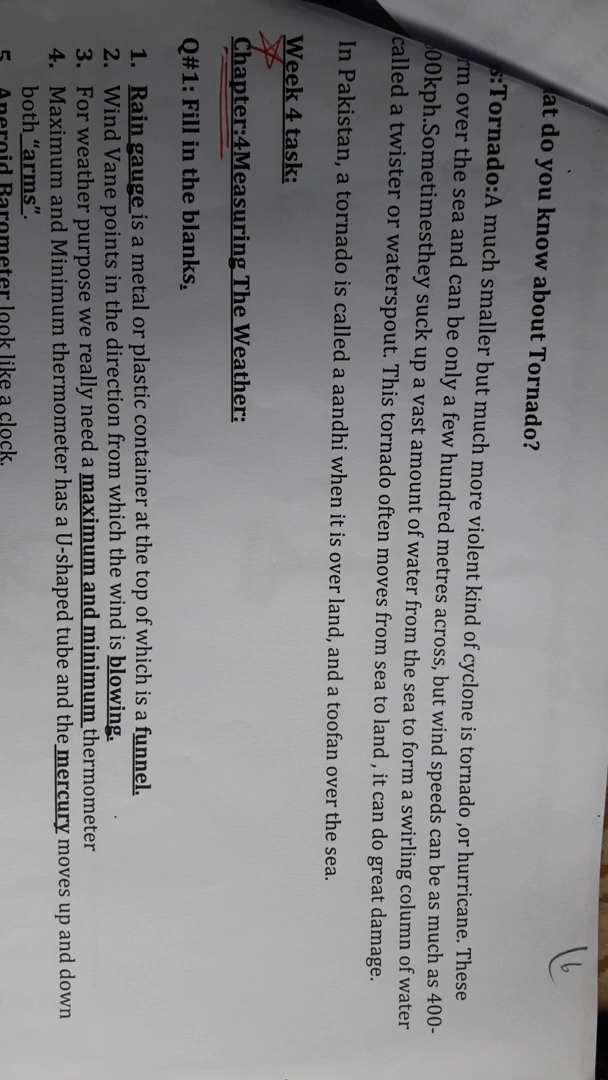 at do you know about Tornado?
s:Tornado:A much smaller but much more violent kind of cyclone is tornado ,or hurricane. These
rm over the sea and can be only a few hundred metres across, but wind speeds can be as much as 400-
00kph.Sometimesthey suck up a vast amount of water from the sea to form a swirling column of water
called a twister or waterspout. This tornado often moves from sea to land , it can do great damage.
In Pakistan, a tornado is called a aandhi when it is over land, and a toofan over the sea.
Week 4 task:
Chapter:4Measuring The Weather:
Q#1: Fill in the blanks.
1. Rain gauge is a metal or plastic container at the top of which is a funnel.
2. Wind Vane points in the direction from which the wind is blowing.
3. For weather purpose we really need a maximum and minimum thermometer
4. Maximum and Minimum thermometer has a U-shaped tube and the mercury moves up and down
both "arms".
5 Aneroid Barometer look like a clock.